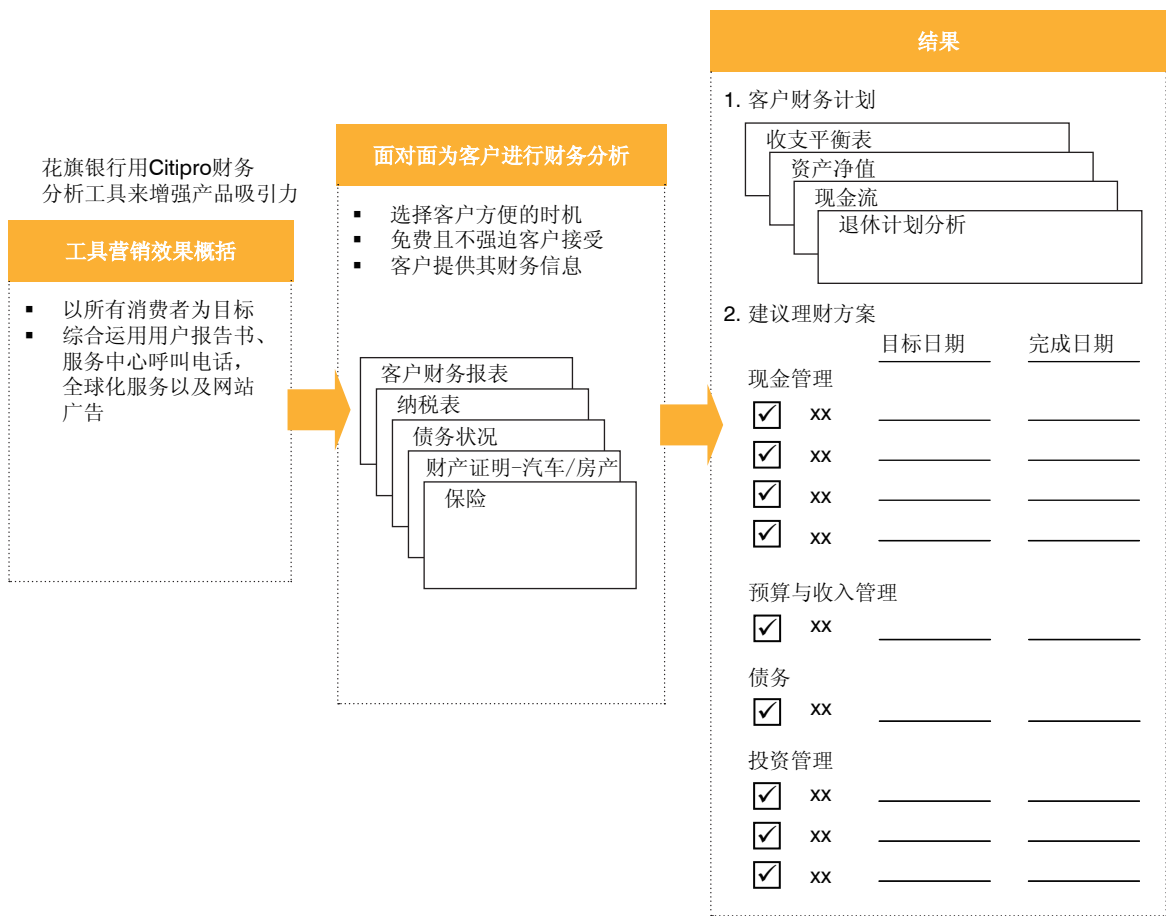 花旗银行用Citipro财务
分析工具来增强产品吸引力
工具营销效果概括
▪ 以所有消费者为目标
▪ 综合运用用户报告书、
服务中心呼叫电话，
全球化服务以及网站
广告
面对面为客户进行财务分析
▪ 选择客户方便的时机
▪ 免费且不强迫客户接受
▪ 客户提供其财务信息
客户财务报表
纳税表
债务状况
财产证明-汽车/房产
保险
结果
1. 客户财务计划
收支平衡表
资产净值
现金流
退休计划分析
2. 建议理财方案
目标日期 完成日期
现金管理
xx
xx
xx
xx
预算与收入管理
xx
债务
xx
投资管理
xx
xx
xx